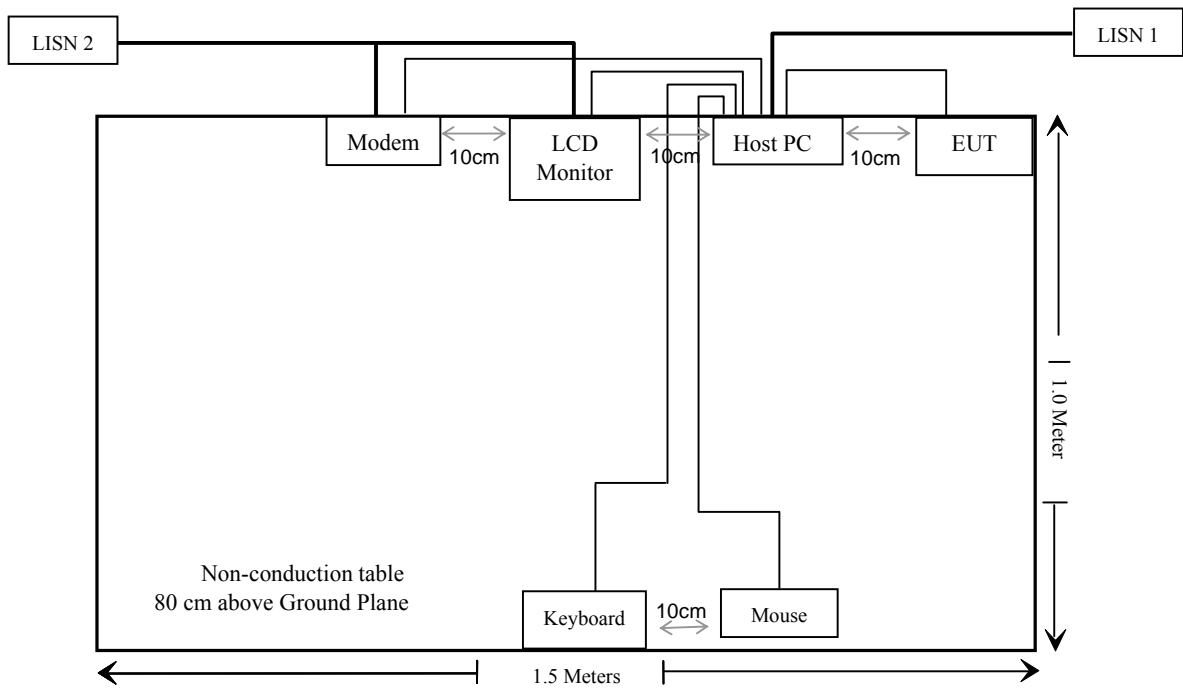 LISN 2
LISN 1
Modem
LCD
Monitor
Host PC
EUT
10cm
10cm
10cm
1.0 Meter
Non-conduction table
80 cm above Ground Plane
Keyboard
10cm
Mouse
1.5 Meters